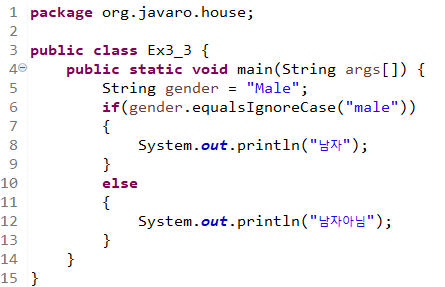 1 package org.javaro.house;
2
3 public class Ex3_3 {
4     public static void main(String args[]) {
5         String gender = "Male";
6         if(gender.equalsIgnoreCase("male"))
7         {
8             System.out.println("남자");
9         }
10         else
11         {
12             System.out.println("남자아님");
13         }
14     }
15 }